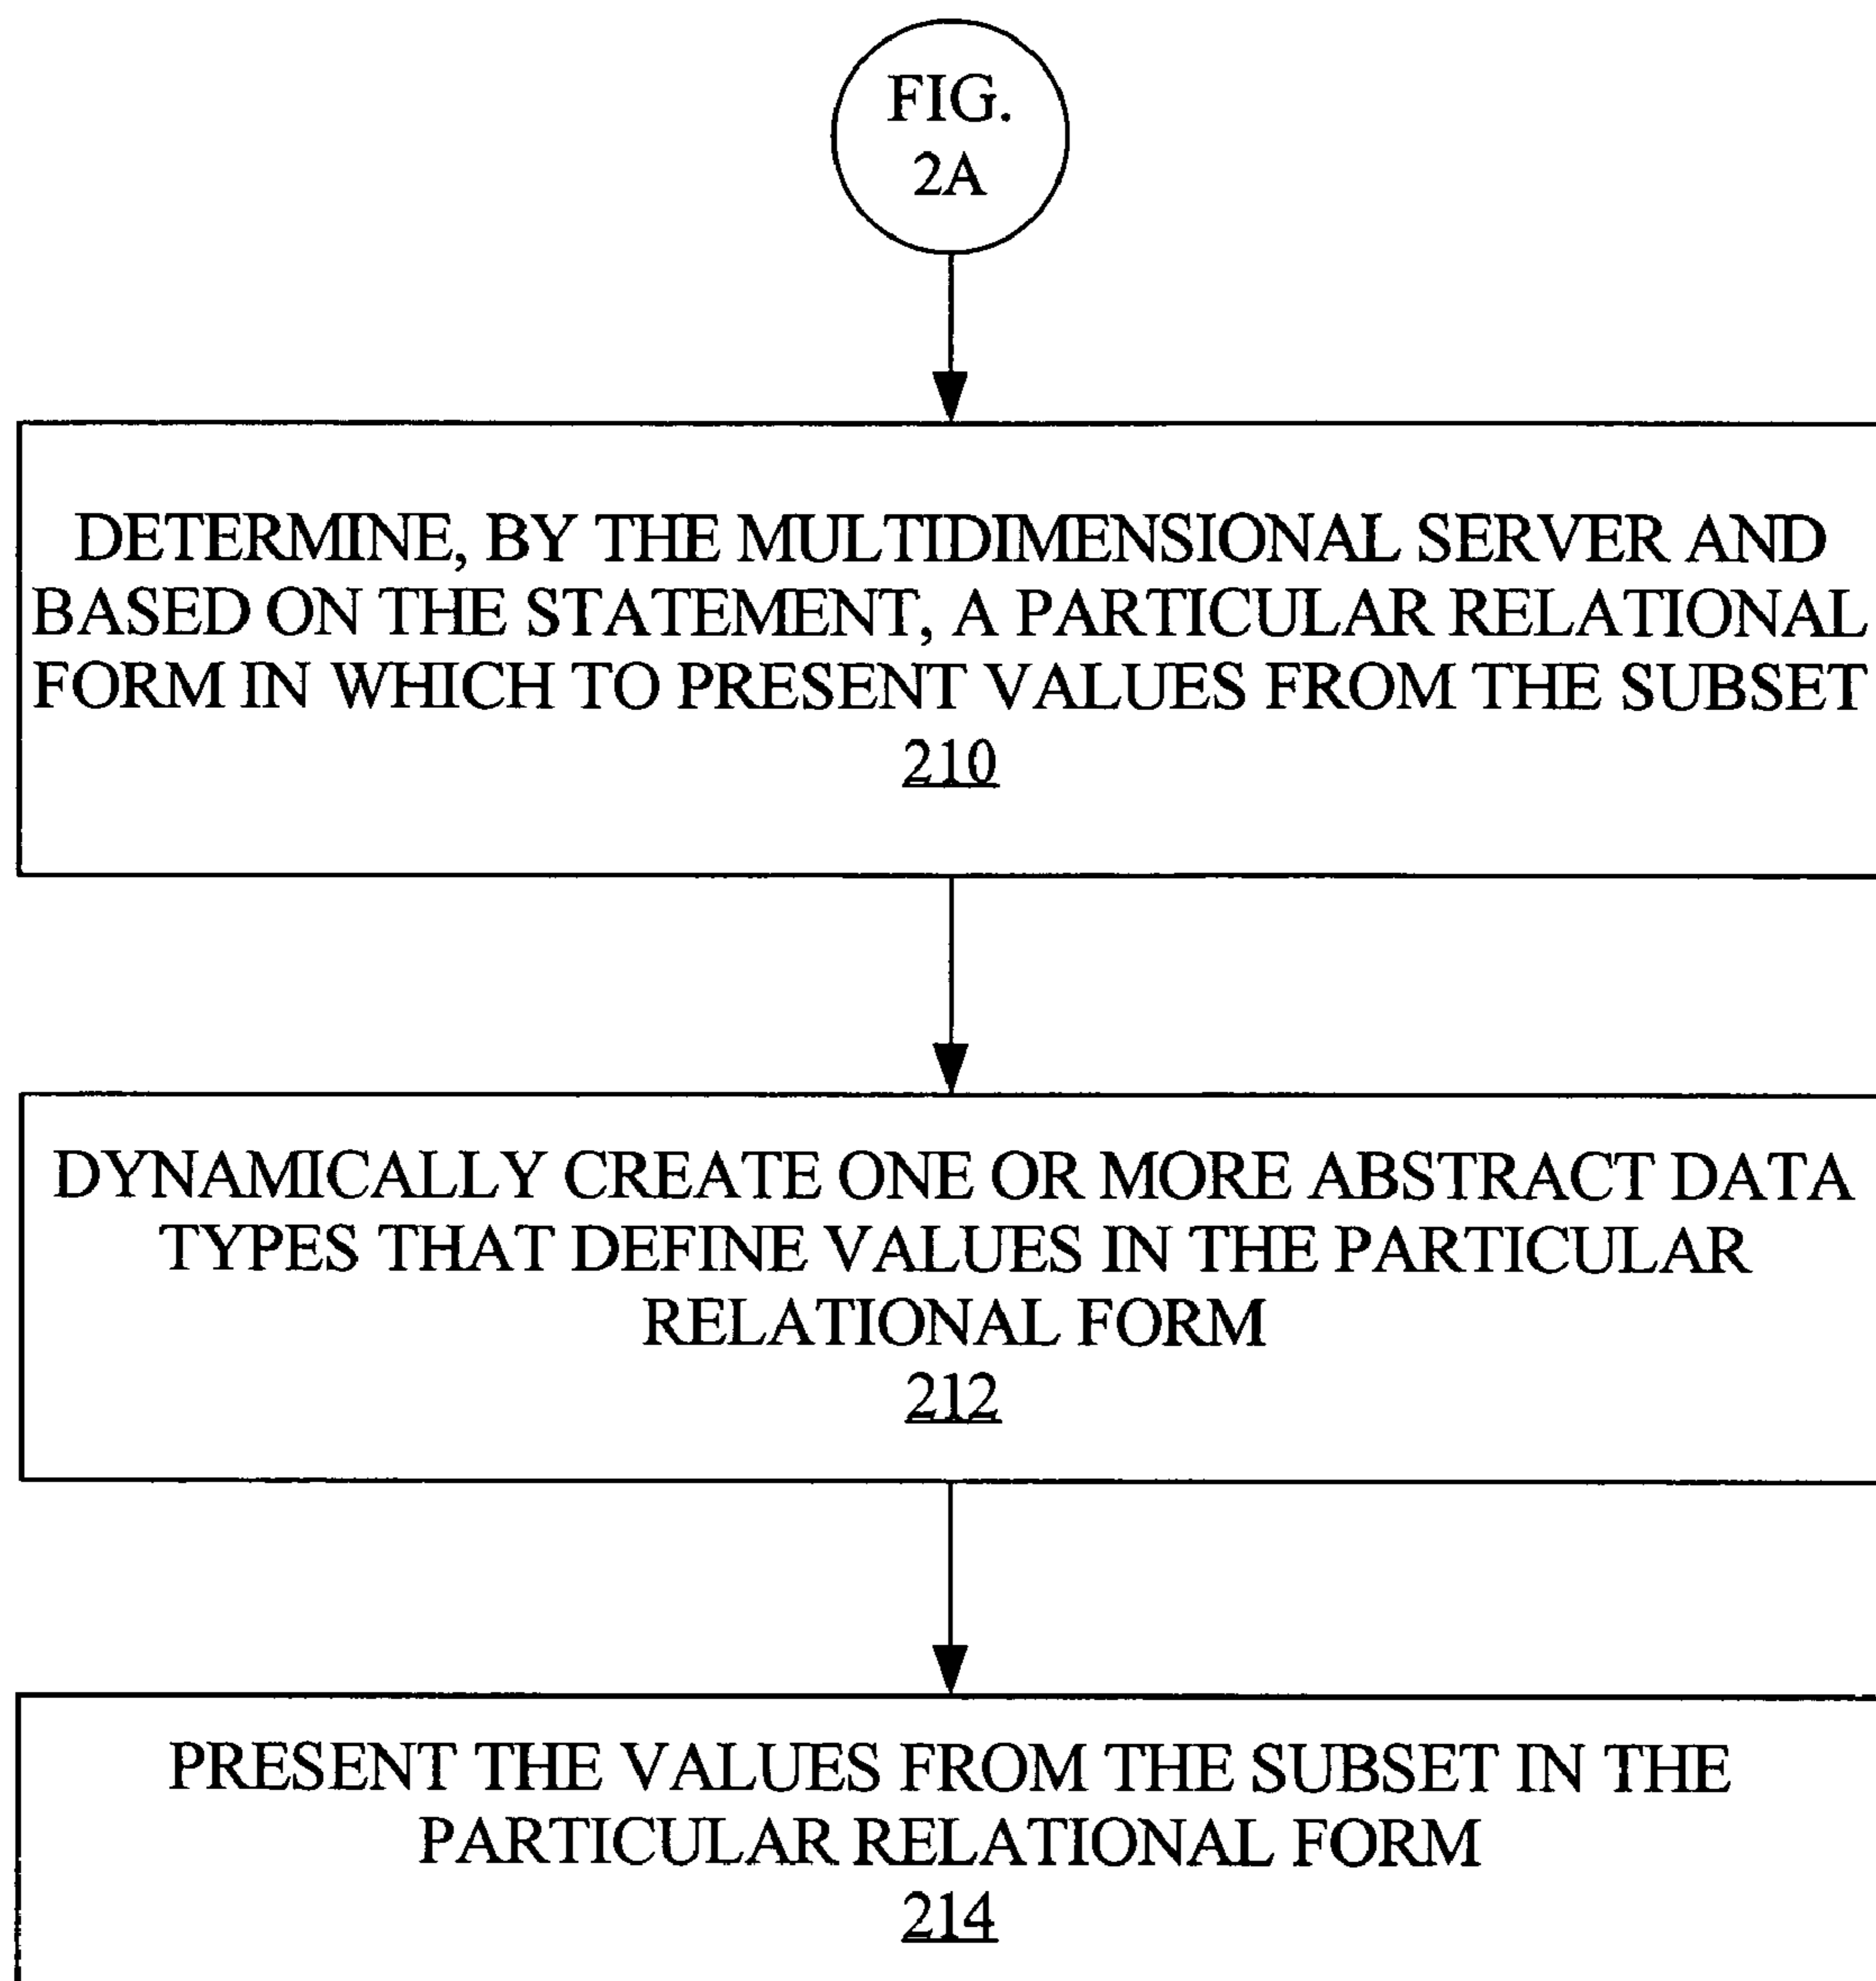 FIG.
2A
DETERMINE, BY THE MULTIDIMENSIONAL SERVER AND
BASED ON THE STATEMENT, A PARTICULAR RELATIONAL
FORM IN WHICH TO PRESENT VALUES FROM THE SUBSET
210
DYNAMICALLY CREATE ONE OR MORE ABSTRACT DATA
TYPES THAT DEFINE VALUES IN THE PARTICULAR
RELATIONAL FORM
212
PRESENT THE VALUES FROM THE SUBSET IN THE
PARTICULAR RELATIONAL FORM
214